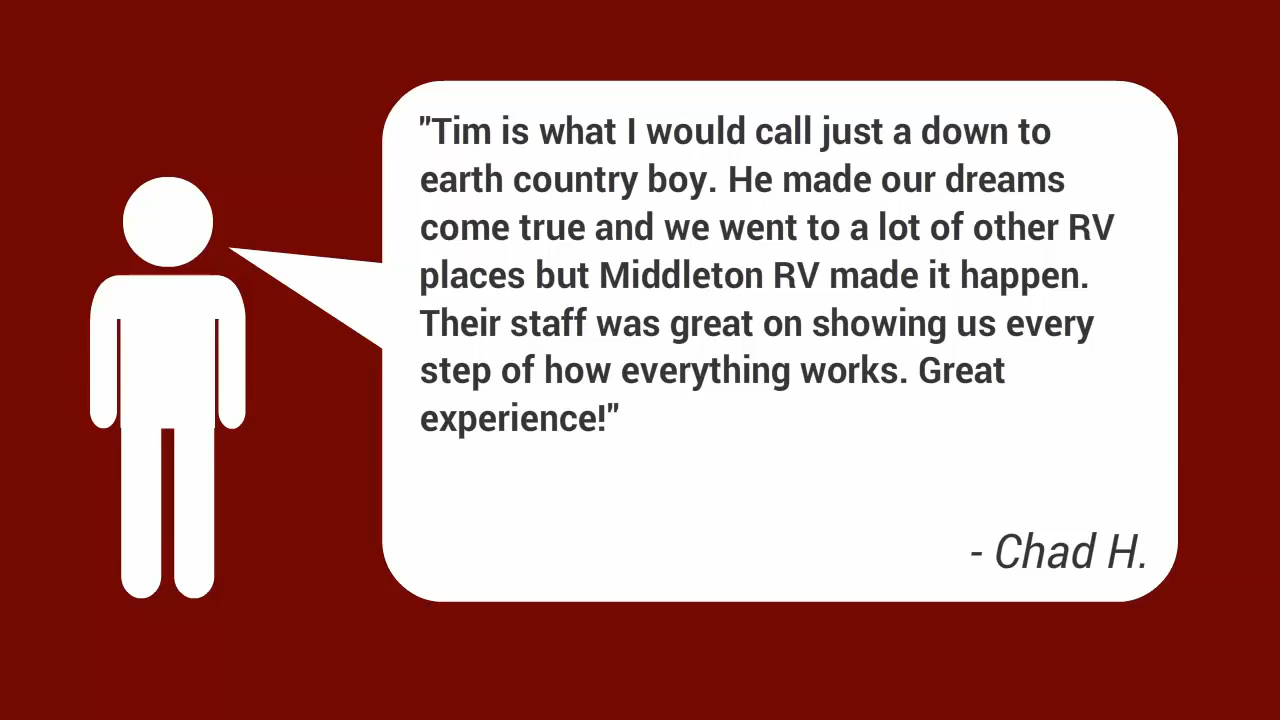 "Tim is what I would call just a down to
earth country boy. He made our dreams
come true and we went to a lot of other RV
places but Middleton RV made it happen.
Their staff was great on showing us every
step of how everything works. Great
experience!"
- Chad H.